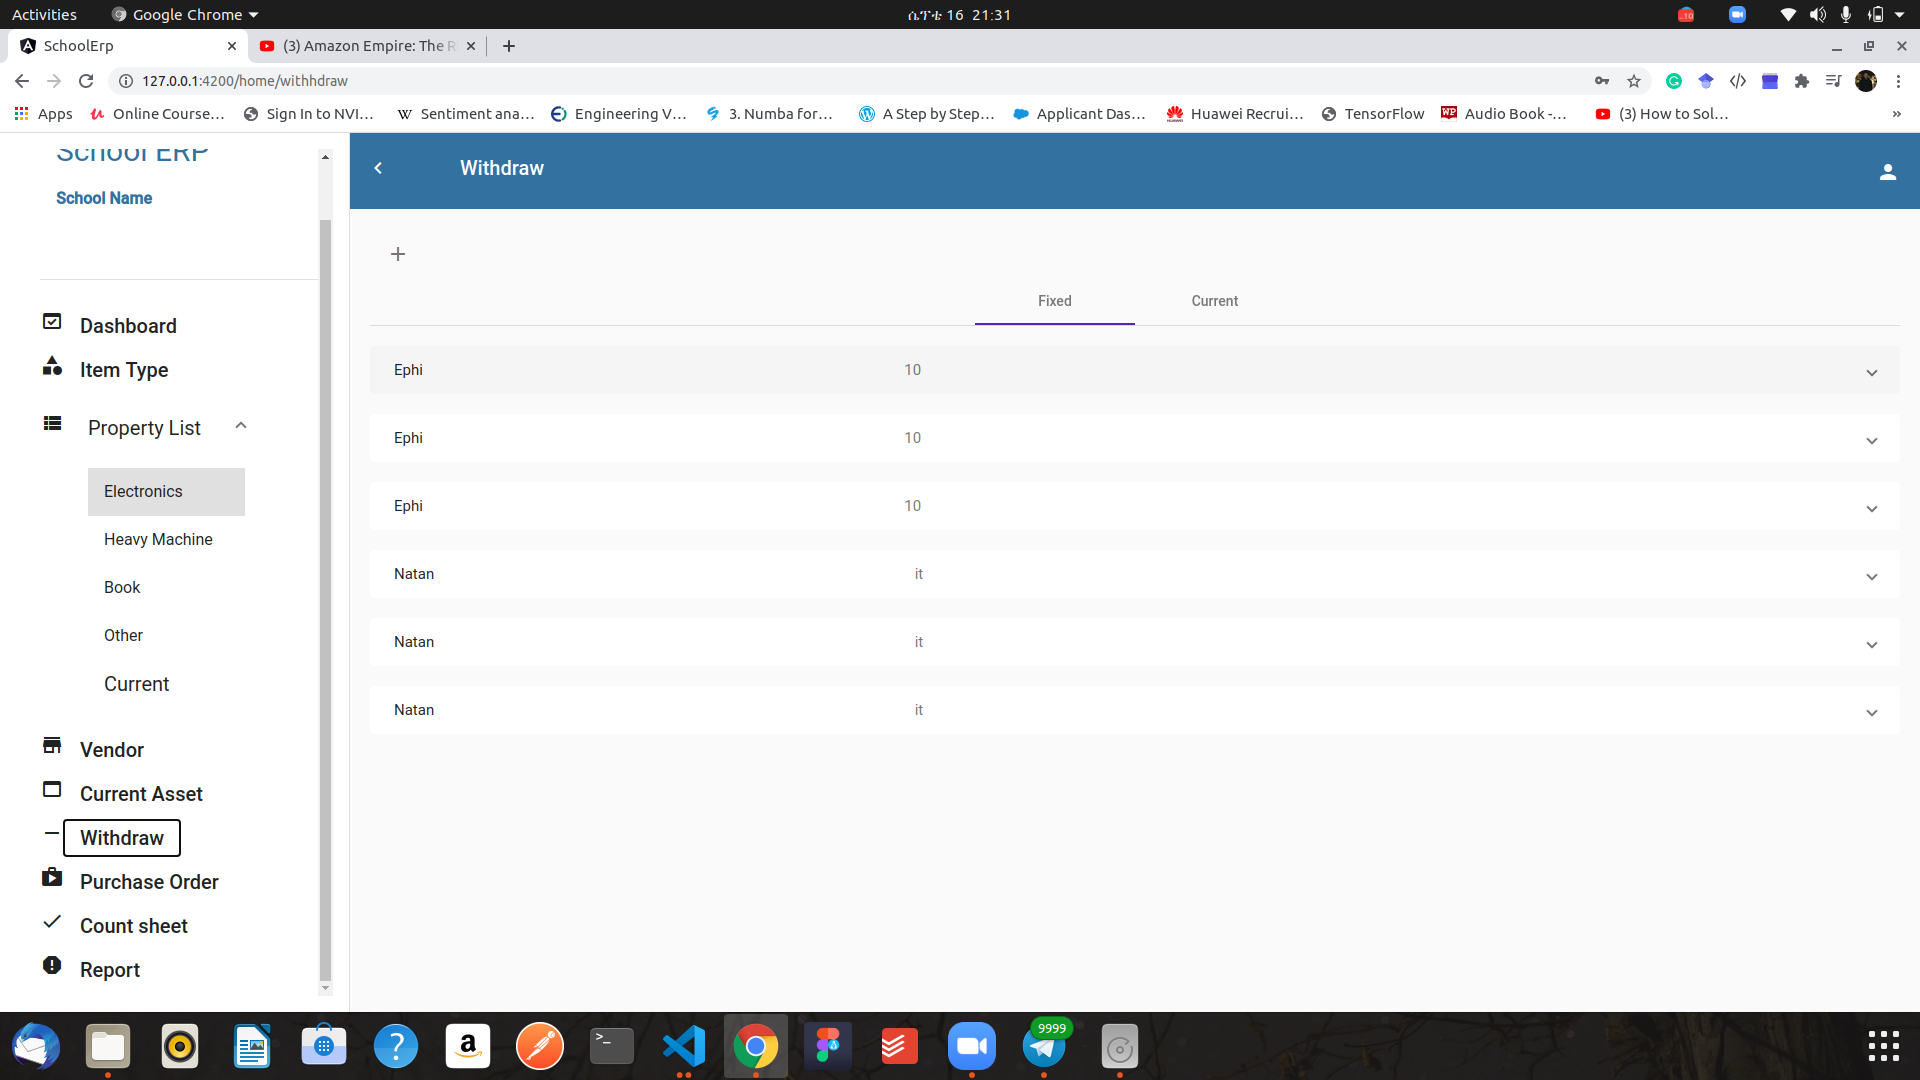 Activities
Google Chrome
ሴፕቴ 16 21:31
SchoolErp
(3) Amazon Empire: The R
127.0.0.1:4200/home/withhdraw
Apps
Online Course…
Sign In to NVI…
Sentiment ana…
Engineering V…
3. Numba for…
A Step by Step…
Applicant Das…
Huawei Recrui…
TensorFlow
Audio Book -…
(3) How to Sol…
»
School ERP
School Name
Dashboard
Item Type
Property List
Electronics
Heavy Machine
Book
Other
Current
Vendor
Current Asset
Withdraw
Purchase Order
Count sheet
Report
Withdraw
Fixed
Current
Ephi 10
Ephi 10
Ephi 10
Natan it
Natan it
Natan it
9999